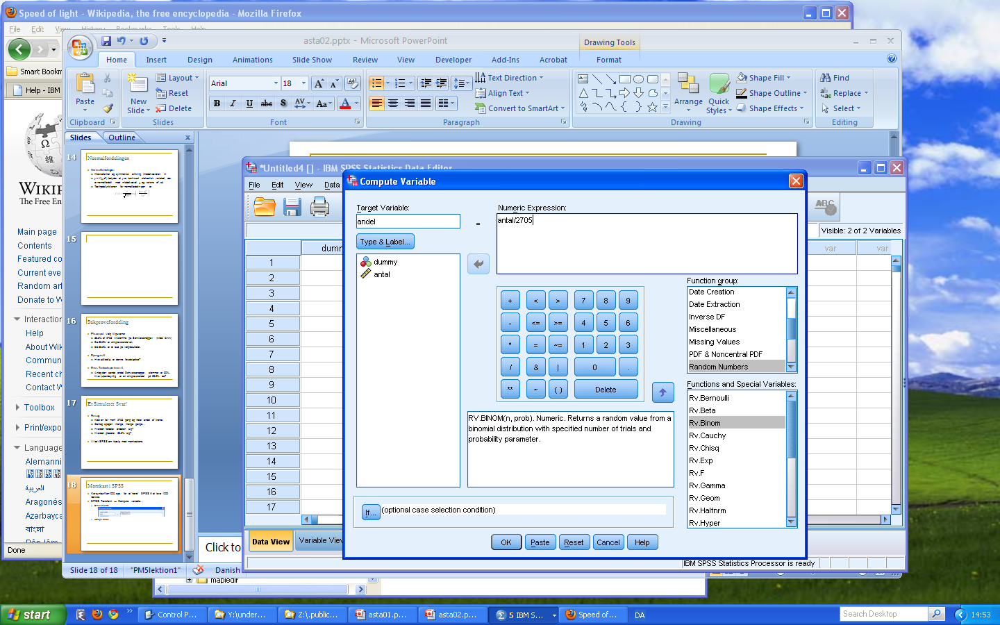 Speed of light - Wikipedia, the free encyclopedia - Mozilla Firefox
File Edit View History Bookmarks Tools Help
asta02.pptx - Microsoft PowerPoint
Drawing Tools
Home Insert Design Animations Slide Show Review View Developer Add-Ins Acrobat Format
Smart Bookm
Help - IBM
Paste
Clipboard
New
Slide
Layout
Reset
Delete
Slides
Arial 18
Font
Text Direction
Align Text
Convert to SmartArt
Paragraph
Arrange
Quick
Styles
Shape Fill
Shape Outline
Shape Effects
Drawing
Find
Replace
Select
Editing
WIKIP
The Free En
Main page
Contents
Featured co
Current eve
Random art
Donate to W
Interaction
Help
About Wik
Commun
Recent ch
Contact W
Toolbox
Print/expo
Language
Alemanni
العربية
Aragonés
Azərbayca
বাংলা
Bân-lâm
Done
Slides Outline
14
Normalfordelingen
15
16
Stikprøvefordeling
17
Et Simuleret Svar!
18
Møntkast i SPSS
Click to
Slide 18 of 18 "PM5lektion1" Danish
mapledir
*Untitled4 [] - IBM SPSS Statistics Data Editor
File Edit View Data
Visible: 2 of 2 Variables
dumm var var
1
2
3
4
5
6
7
8
9
10
11
12
13
14
15
16
17
Data View Variable View
IBM SPSS Statistics Processor is ready
Compute Variable
Target Variable:
andel
=
Numeric Expression:
antal/2705
Type & Label...
dummy
antal
+ < > 7 8 9
- <= >= 4 5 6
* = ~= 1 2 3
/ & | 0 .
** ~ ( ) Delete
Function group:
Date Creation
Date Extraction
Inverse DF
Miscellaneous
Missing Values
PDF & Noncentral PDF
Random Numbers
Functions and Special Variables:
Rv.Bernoulli
Rv.Beta
Rv.Binom
Rv.Cauchy
Rv.Chisq
Rv.Exp
Rv.F
Rv.Gamma
Rv.Geom
Rv.Halfnrm
Rv.Hyper
RV.BINOM(n, prob). Numeric. Returns a random value from a
binomial distribution with specified number of trials and
probability parameter.
If... (optional case selection condition)
OK Paste Reset Cancel Help
start
Control P...
Y:\under...
Z:\.public...
asta01.p...
asta02.p...
5 IBM S...
Speed of...
DA
Search Desktop
14:53